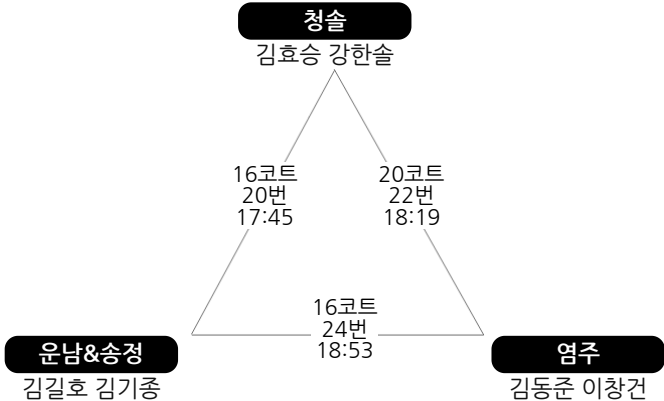 청솔
김효승 강한솔
16코트
20번
17:45
20코트
22번
18:19
16코트
24번
18:53
운남&송정
김길호 김기종
염주
김동준 이창건